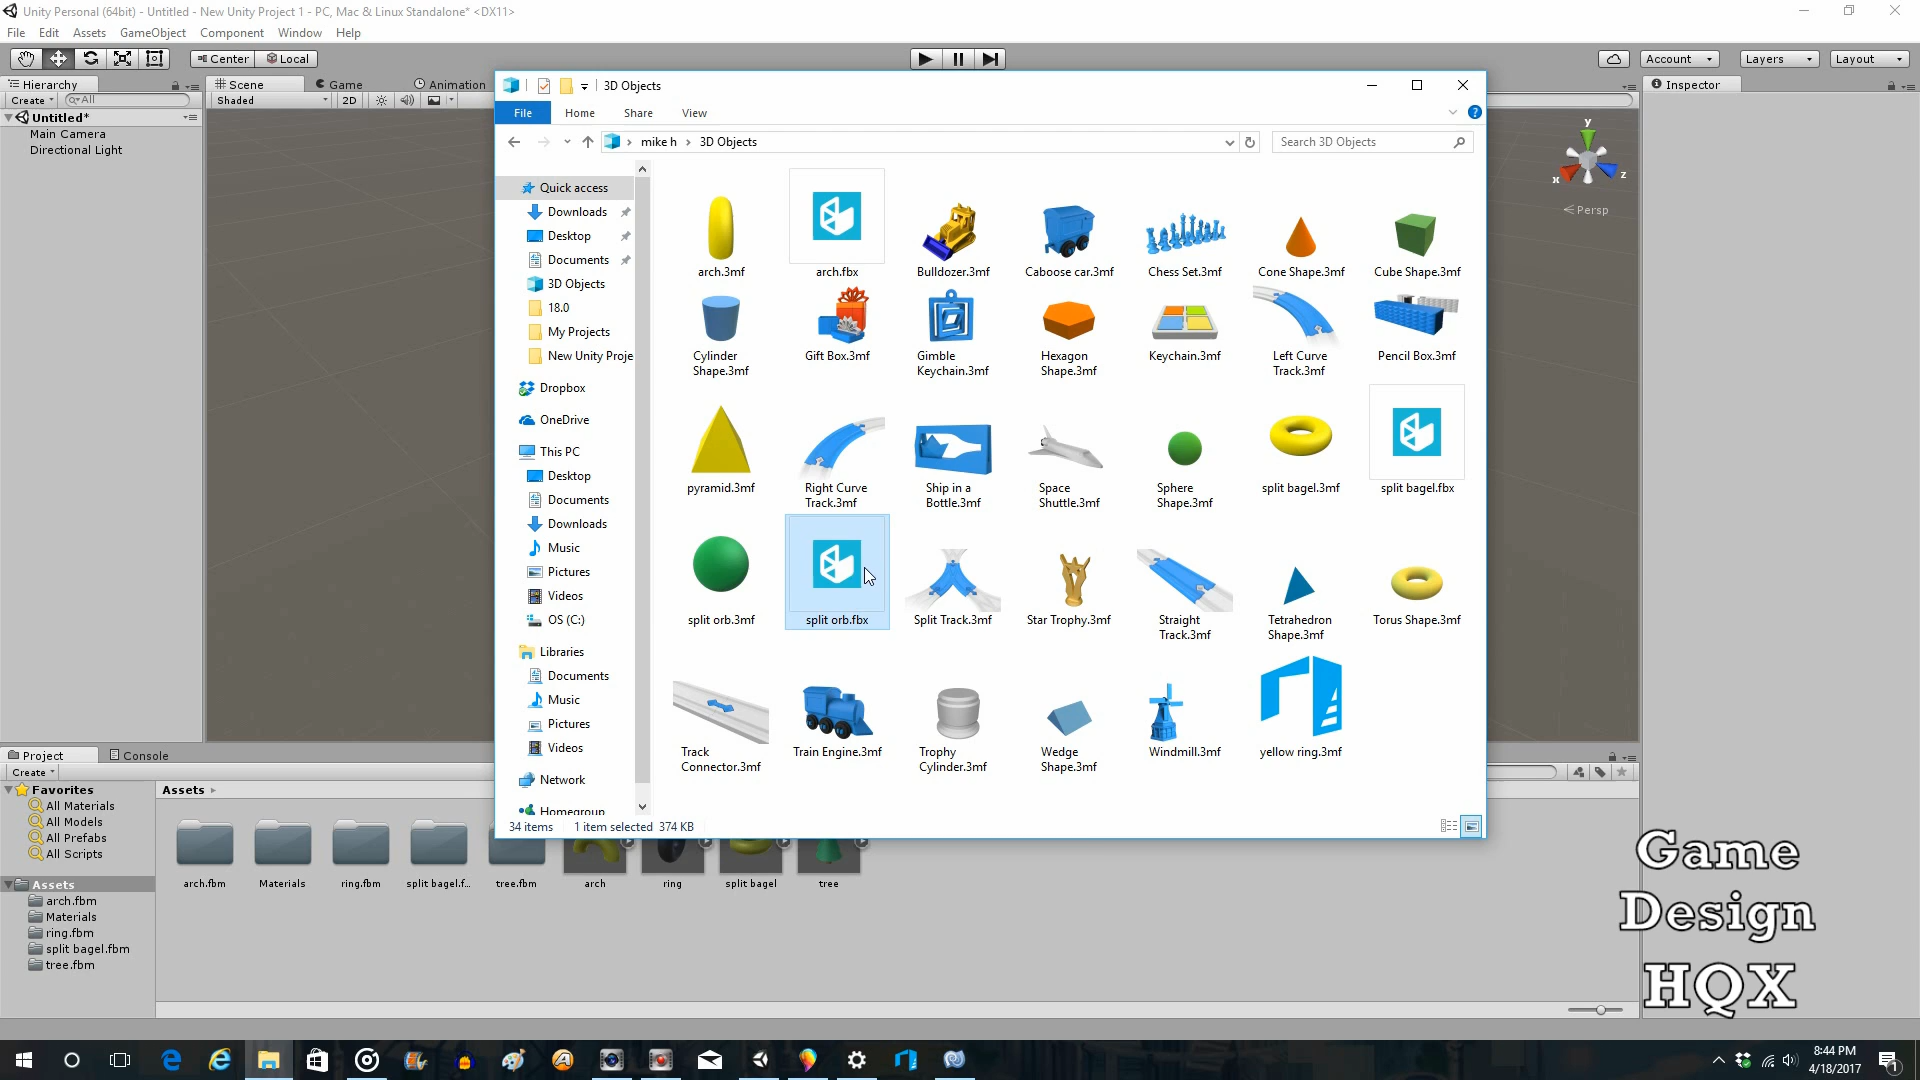 Unity Personal (64bit) - Untitled - New Unity Project 1 - PC, Mac & Linux Standalone* <DX11>
File Edit Assets GameObject Component Window Help
Center Local Account Layers Layout
Hierarchy Scene Game Animation Inspector
Create All Shaded 2D
Untitled*
Main Camera
Directional Light
y
x
z
Persp
3D Objects
File Home Share View
mike h > 3D Objects
Search 3D Objects
Quick access
Downloads
Desktop
Documents
3D Objects
18.0
My Projects
New Unity Proje
Dropbox
OneDrive
This PC
Desktop
Documents
Downloads
Music
Pictures
Videos
OS (C:)
Libraries
Documents
Music
Pictures
Videos
Network
Homegroup
arch.3mf arch.fbx Bulldozer.3mf Caboose car.3mf Chess Set.3mf Cone Shape.3mf Cube Shape.3mf
Cylinder Shape.3mf Gift Box.3mf Gimble Keychain.3mf Hexagon Shape.3mf Keychain.3mf Left Curve Track.3mf Pencil Box.3mf
pyramid.3mf Right Curve Track.3mf Ship in a Bottle.3mf Space Shuttle.3mf Sphere Shape.3mf split bagel.3mf split bagel.fbx
split orb.3mf split orb.fbx Split Track.3mf Star Trophy.3mf Straight Track.3mf Tetrahedron Shape.3mf Torus Shape.3mf
Track Connector.3mf Train Engine.3mf Trophy Cylinder.3mf Wedge Shape.3mf Windmill.3mf yellow ring.3mf
34 items 1 item selected 374 KB
Project Console
Create
Favorites
All Materials
All Models
All Prefabs
All Scripts
Assets
arch.fbm
Materials
ring.fbm
split bagel.fbm
tree.fbm
Assets
arch.fbm Materials ring.fbm split bagel.f... tree.fbm arch ring split bagel tree
Game
Design
HQX
8:44 PM
4/18/2017
1